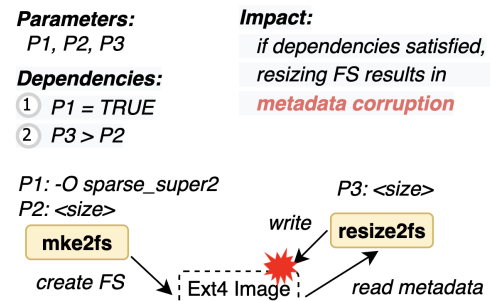 Parameters:
P1, P2, P3
Dependencies:
1 P1 = TRUE
2 P3 > P2
Impact:
if dependencies satisfied,
resizing FS results in
metadata corruption
P1: -O sparse_super2
P2: <size>
mke2fs
create FS
P3: <size>
write
resize2fs
Ext4 Image
read metadata